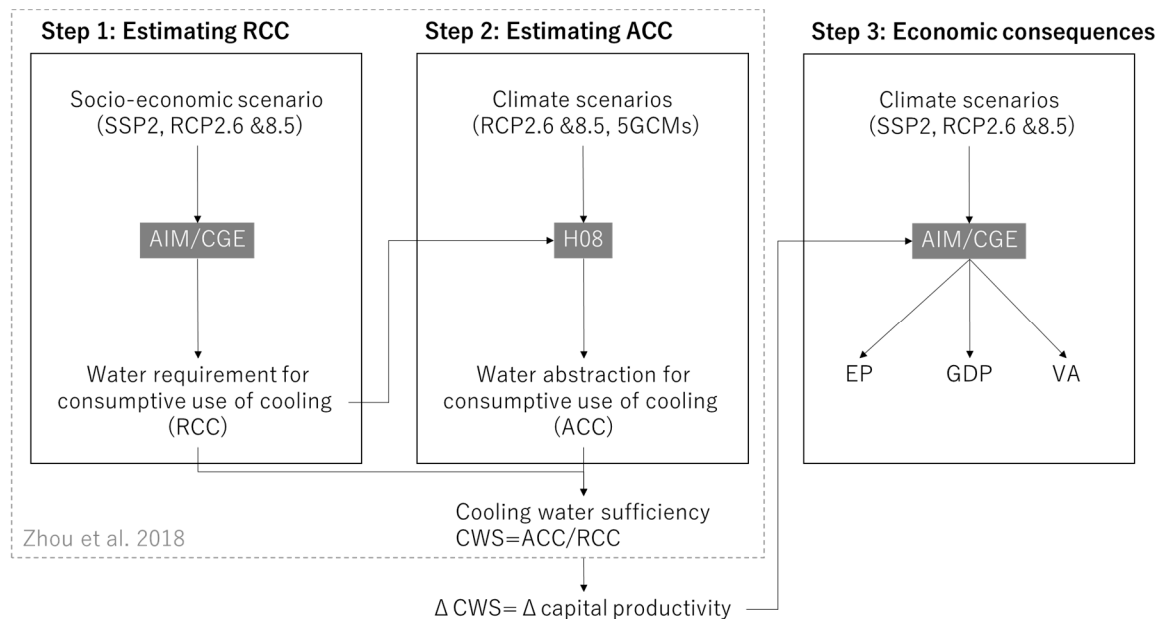 Step 1: Estimating RCC
Socio-economic scenario
(SSP2, RCP2.6 &8.5)
AIM/CGE
Water requirement for
consumptive use of cooling
(RCC)
Step 2: Estimating ACC
Climate scenarios
(RCP2.6 &8.5, 5GCMs)
H08
Water abstraction for
consumptive use of cooling
(ACC)
Cooling water sufficiency
CWS=ACC/RCC
Zhou et al. 2018
Δ CWS= Δ capital productivity
Step 3: Economic consequences
Climate scenarios
(SSP2, RCP2.6 &8.5)
AIM/CGE
EP GDP VA